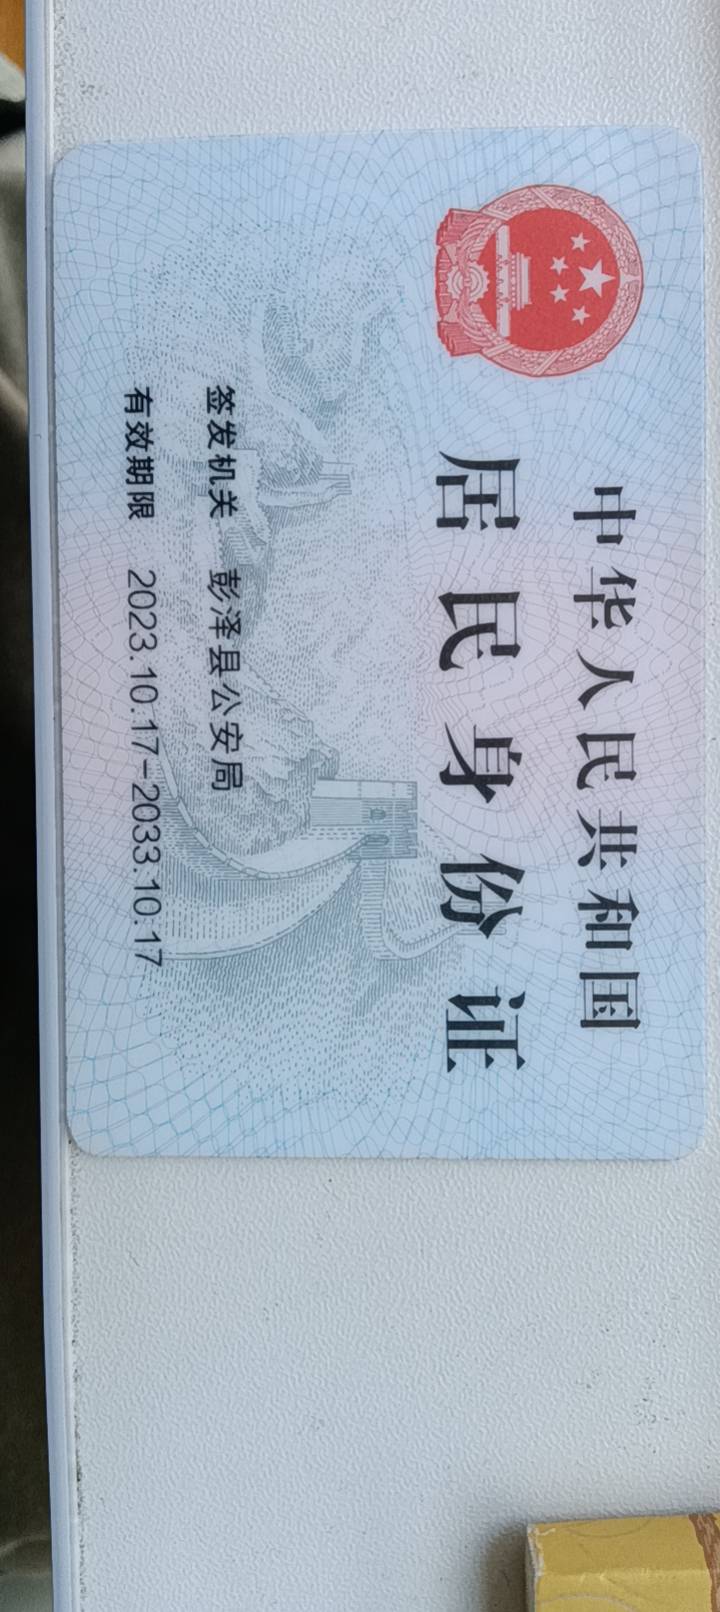 中华人民共和国
居民身份证
签发机关 彭泽县公安局
有效期限 2023.10.17-2033.10.17